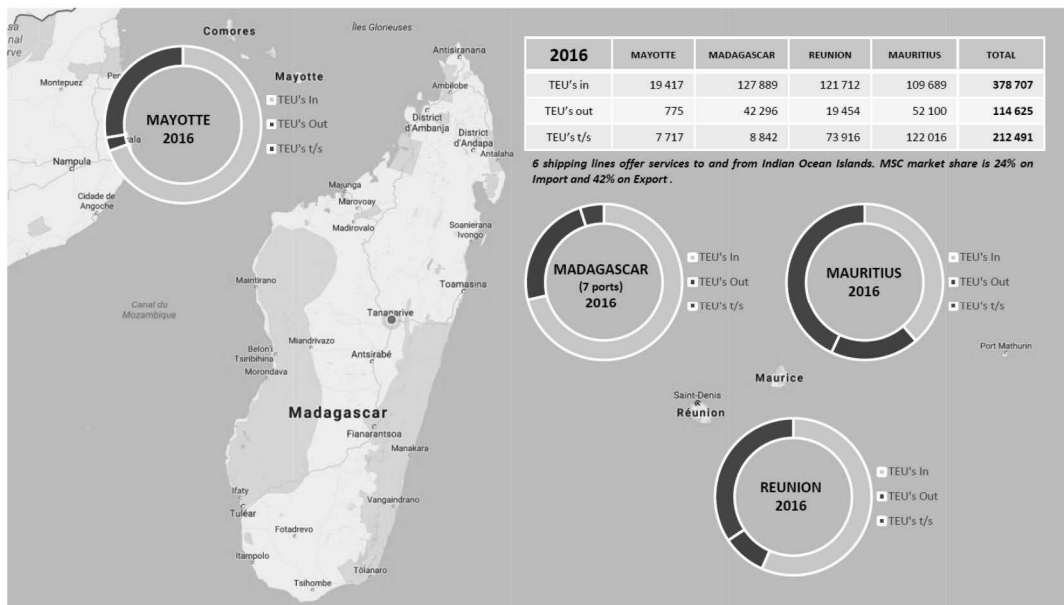 Îles Glorieuses
Comores
Mayotte
Antisiranana
Ambilobe
District
d'Ambanja
District
d'Andapa
Antalaha
Montepuez
Nampula
Cidade de
Angoche
MAYOTTE
2016
TEU's In
TEU's Out
TEU's t/s
2016 MAYOTTE MADAGASCAR REUNION MAURITIUS TOTAL
TEU's in 19 417 127 889 121 712 109 689 378 707
TEU's out 775 42 296 19 454 52 100 114 625
TEU's t/s 7 717 8 842 73 916 122 016 212 491
6 shipping lines offer services to and from Indian Ocean Islands. MSC market share is 24% on
Import and 42% on Export .
Majunga
Marovoay
Madirovalo
Soanierana
Ivongo
Maintirano
Toamasina
Canal du
Mozambique
Tananarive
Miandrivazo
Belon'i
Tsiribihina
Antsirabé
Morondava
Madagascar
Fianarantsoa
Manakara
Ifaty
Tuléar
Vangaindrano
Fotadrevo
Itampolo
Tôlanaro
Tsihombe
MADAGASCAR
(7 ports)
2016
TEU's In
TEU's Out
TEU's t/s
MAURITIUS
2016
TEU's In
TEU's Out
TEU's t/s
Port Mathurin
Maurice
Saint-Denis
Réunion
REUNION
2016
TEU's In
TEU's Out
TEU's t/s